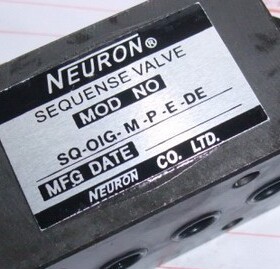 NEURON®
SEQUENSE VALVE
MOD NO
SQ-OIG-M-P-E-DE
MFG DATE
NEURON CO. LTD.